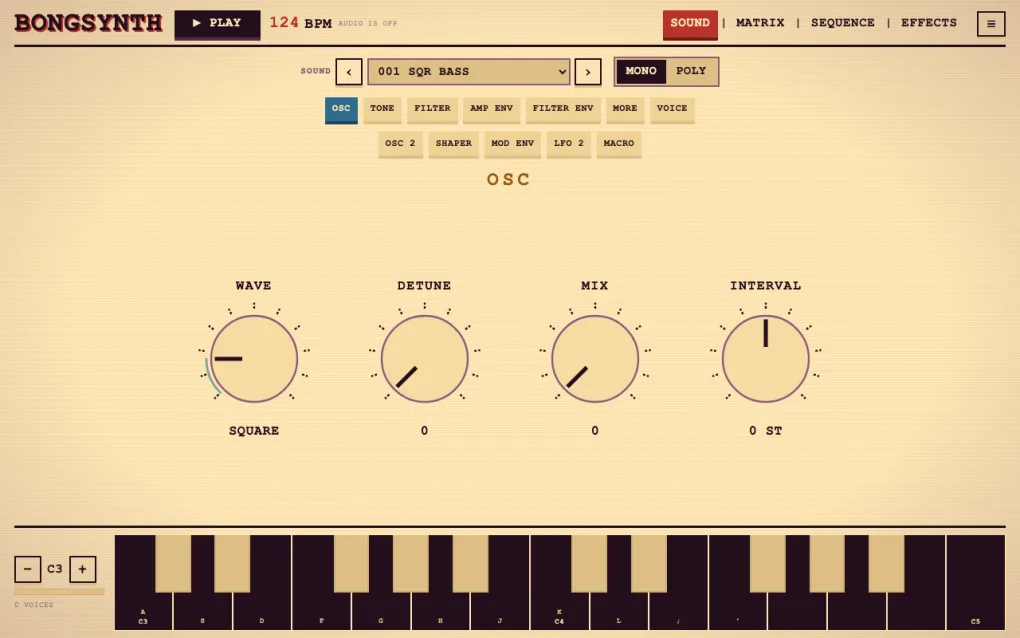 BONGSYNTH ▶ PLAY 124 BPM AUDIO IS OFF SOUND | MATRIX | SEQUENCE | EFFECTS ≡
SOUND ‹ 001 SQR BASS › MONO POLY
OSC TONE FILTER AMP ENV FILTER ENV MORE VOICE
OSC 2 SHAPER MOD ENV LFO 2 MACRO
OSC
WAVE DETUNE MIX INTERVAL
SQUARE 0 0 0 ST
− C3 +
0 VOICES
A K
C3 S D F G H J C4 L ; ' C5